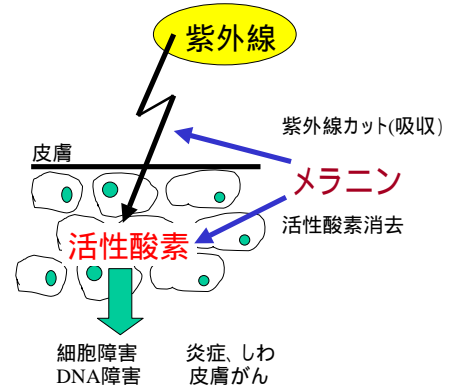 紫外線
紫外線カット(吸収)
皮膚
メラニン
活性酸素消去
活性酸素
細胞障害 炎症、しわ
DNA障害 皮膚がん